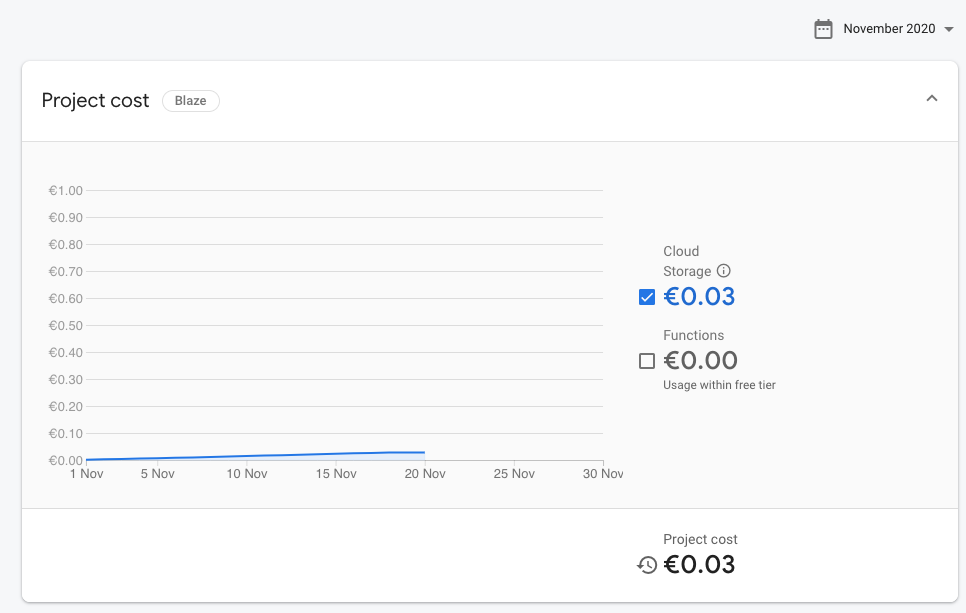 November 2020
Project cost Blaze
€1.00
€0.90
€0.80
€0.70
€0.60
€0.50
€0.40
€0.30
€0.20
€0.10
€0.00
1 Nov 5 Nov 10 Nov 15 Nov 20 Nov 25 Nov 30 Nov
Cloud
Storage
€0.03
Functions
€0.00
Usage within free tier
Project cost
€0.03